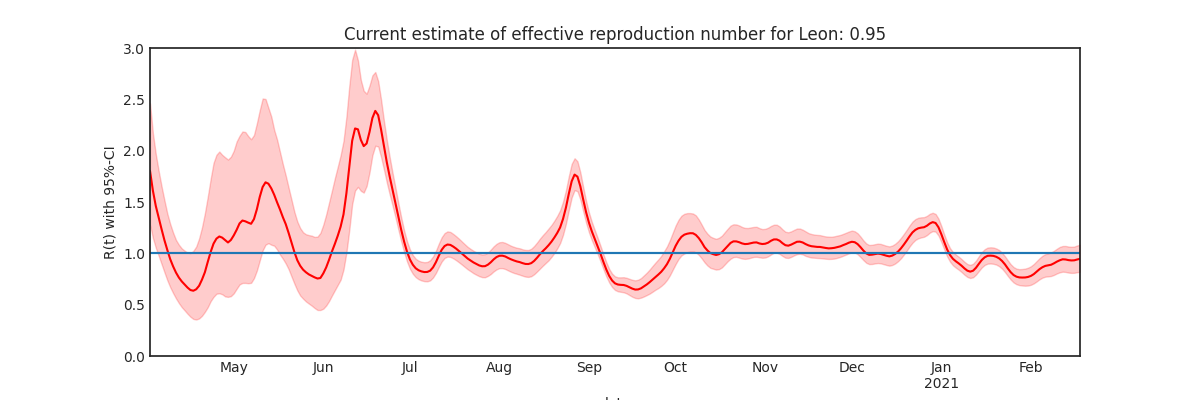 Current estimate of effective reproduction number for Leon: 0.95
R(t) with 95%-CI
3.0
2.5
2.0
1.5
1.0
0.5
0.0
May Jun Jul Aug Sep Oct Nov Dec Jan Feb
2021